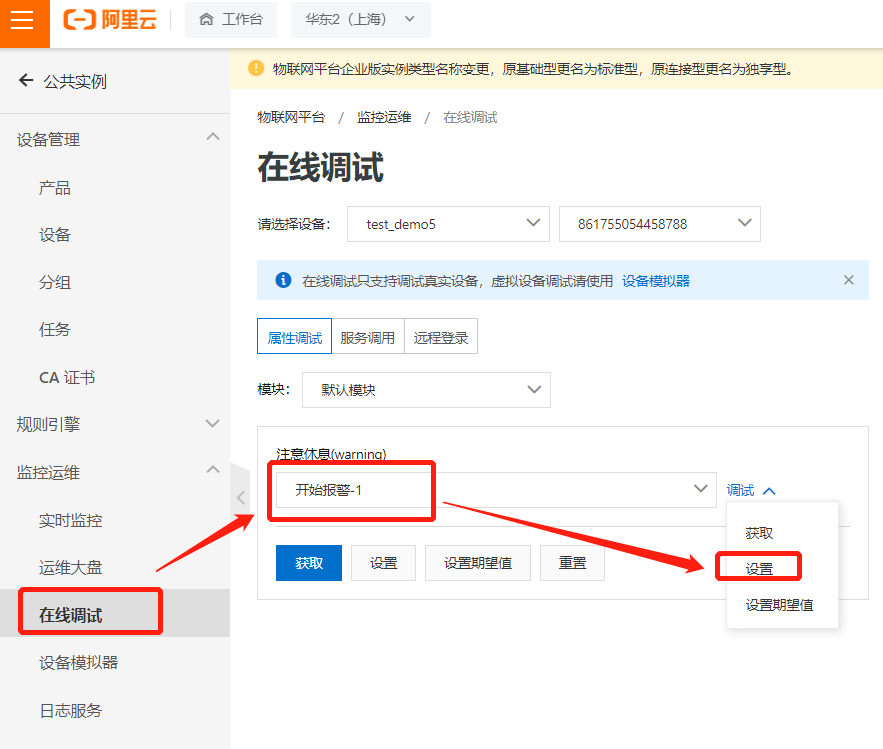 阿里云
工作台
华东2（上海）
公共实例
设备管理
产品
设备
分组
任务
CA 证书
规则引擎
监控运维
实时监控
运维大盘
在线调试
设备模拟器
日志服务
物联网平台企业版实例类型名称变更，原基础型更名为标准型，原连接型更名为独享型。
物联网平台 / 监控运维 / 在线调试
在线调试
请选择设备： test_demo5 861755054458788
在线调试只支持调试真实设备，虚拟设备调试请使用 设备模拟器
属性调试 服务调用 远程登录
模块： 默认模块
注意休息(warning)
开始报警-1 调试
获取 设置 设置期望值 重置
获取
设置
设置期望值